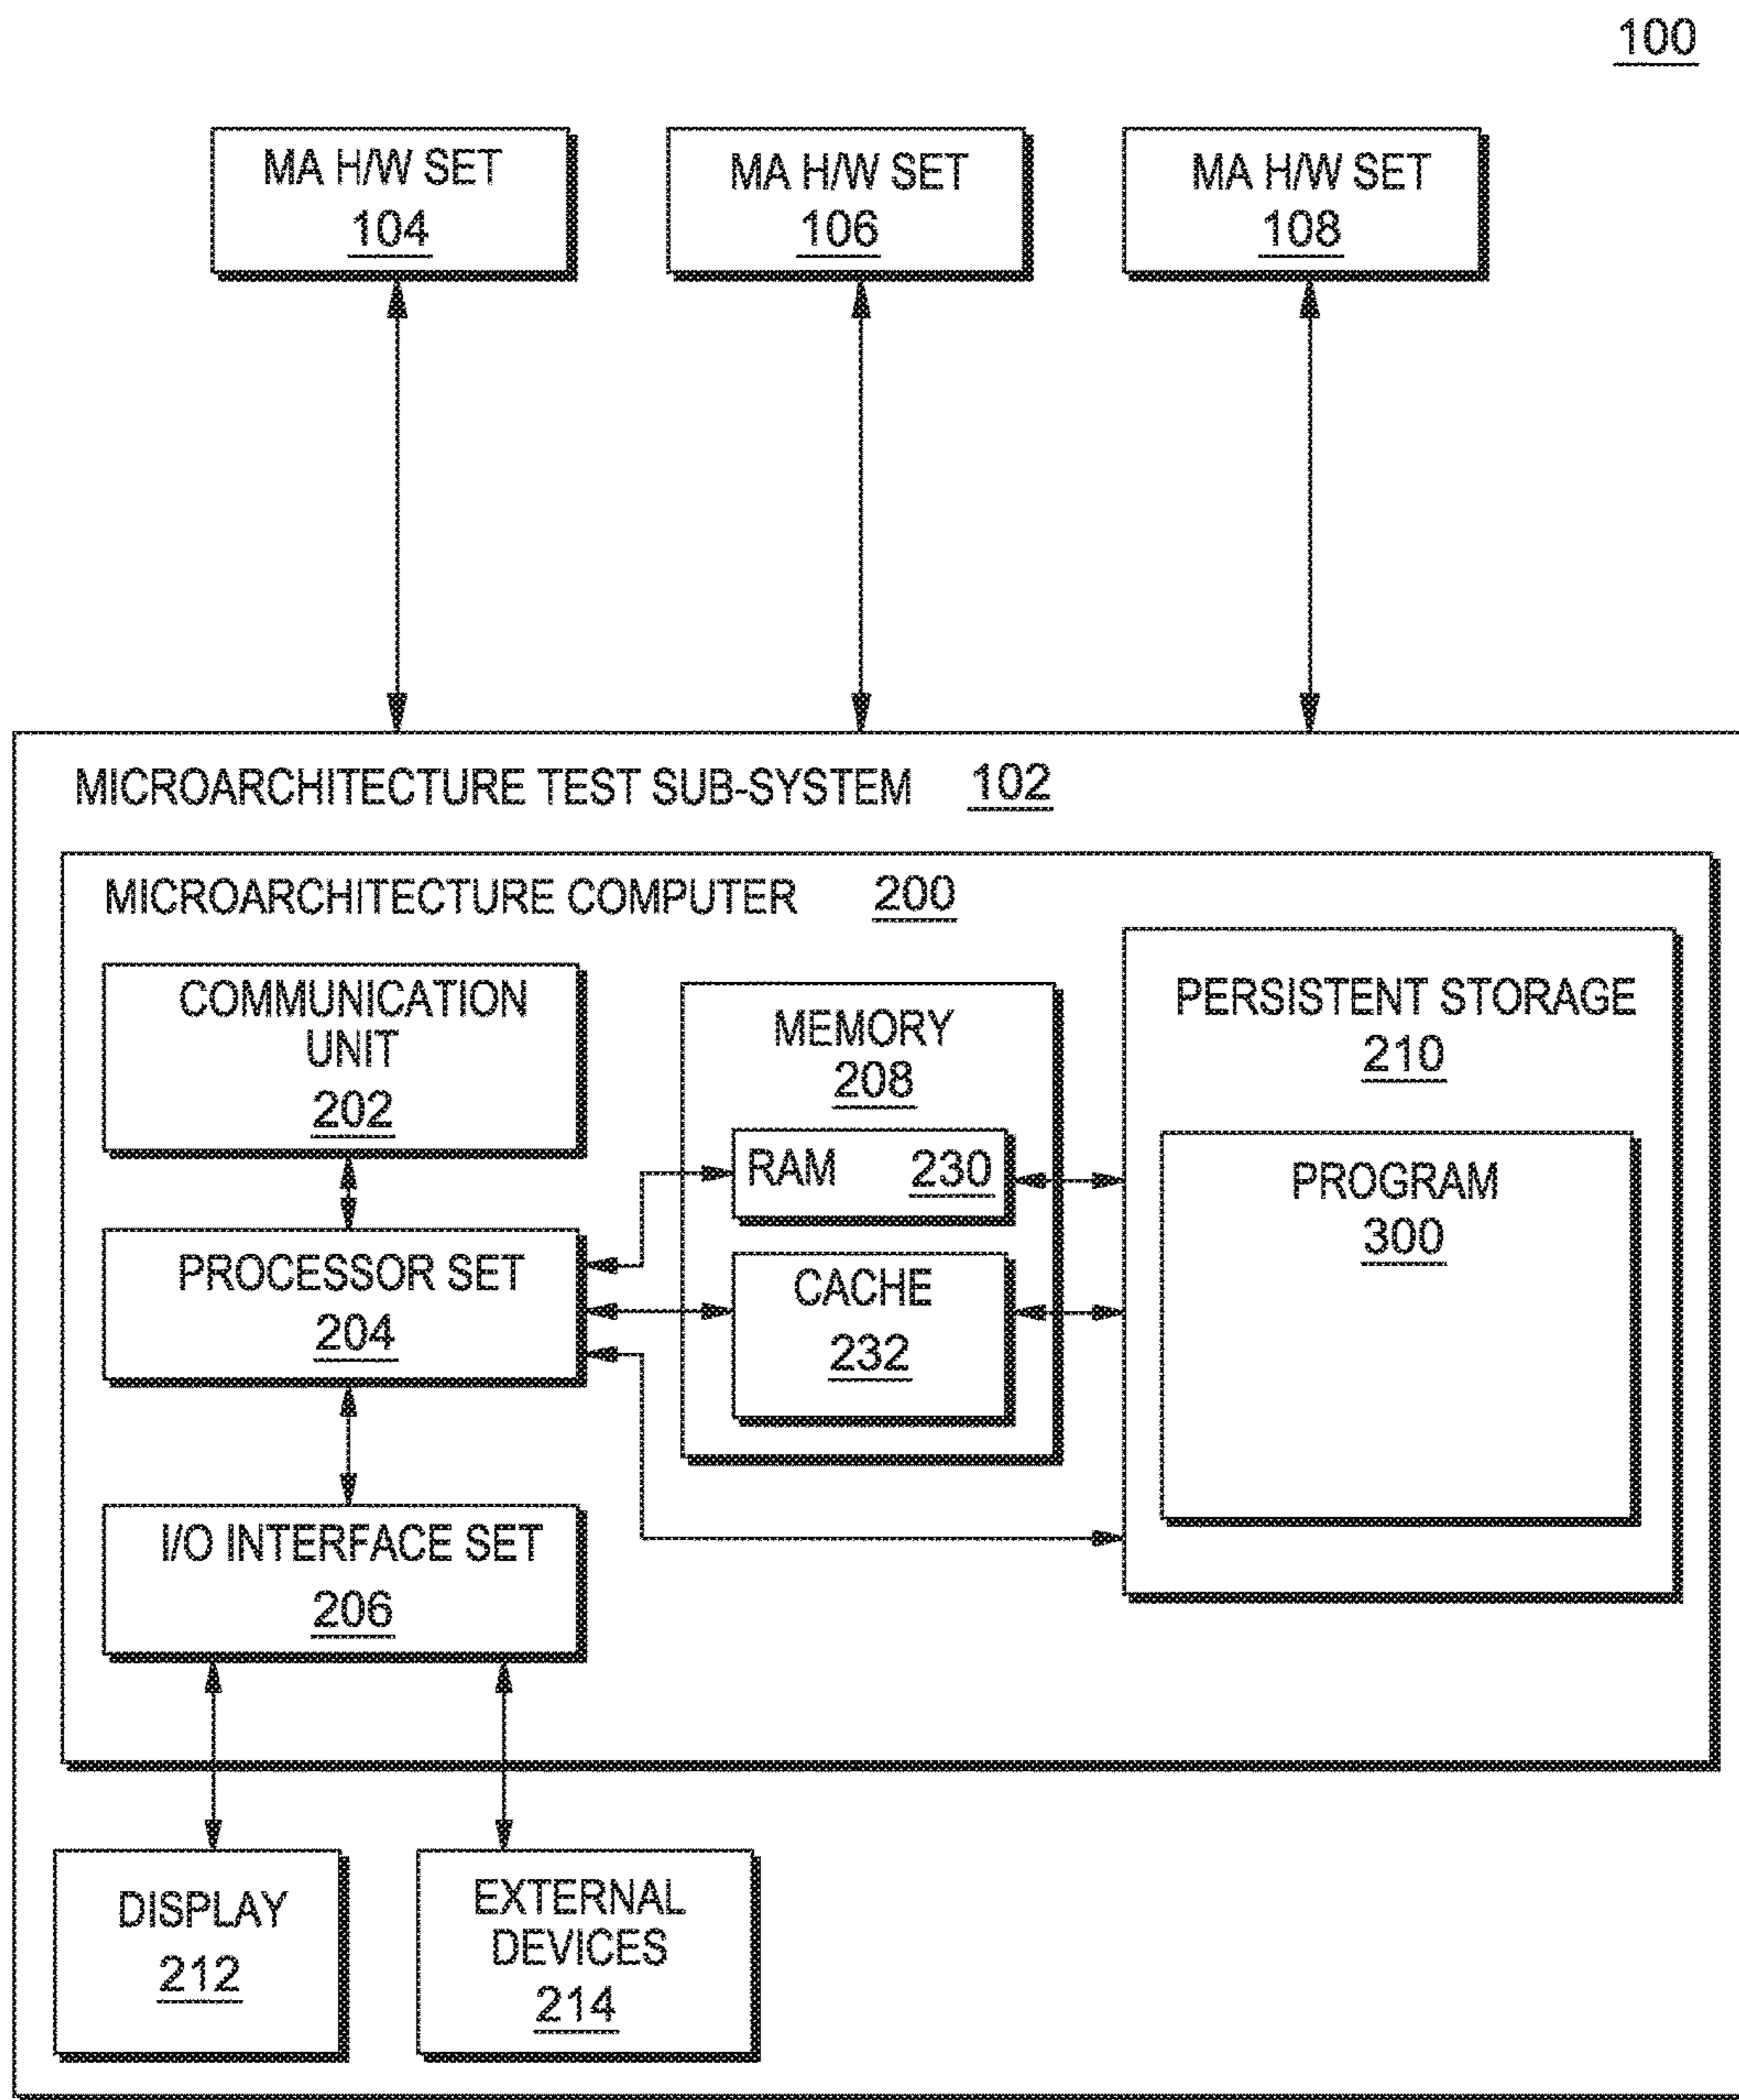 100
MA H/W SET
104
MA H/W SET
106
MA H/W SET
108
MICROARCHITECTURE TEST SUB-SYSTEM 102
MICROARCHITECTURE COMPUTER 200
COMMUNICATION
UNIT
202
PROCESSOR SET
204
I/O INTERFACE SET
206
MEMORY
208
RAM 230
CACHE
232
PERSISTENT STORAGE
210
PROGRAM
300
DISPLAY
212
EXTERNAL
DEVICES
214